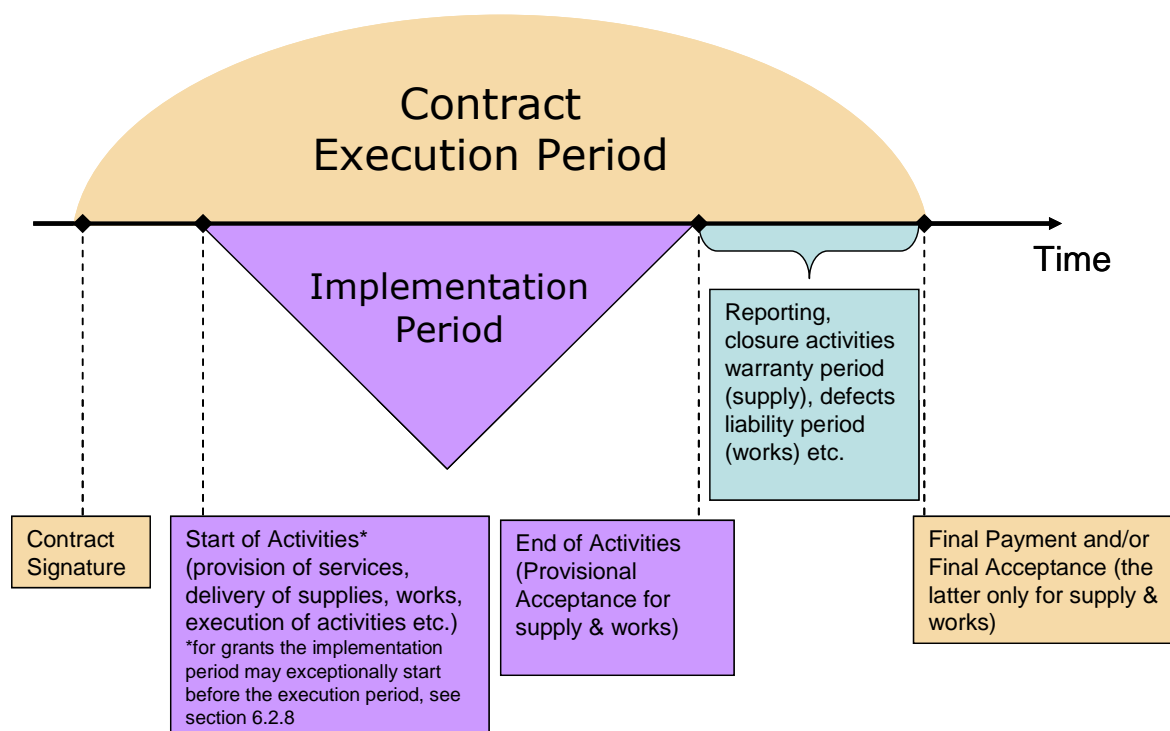 Contract
Execution Period
Time
Implementation
Period
Reporting,
closure activities
warranty period
(supply), defects
liability period
(works) etc.
Contract
Signature
Start of Activities*
(provision of services,
delivery of supplies, works,
execution of activities etc.)
*for grants the implementation
period may exceptionally start
before the execution period, see
section 6.2.8
End of Activities
(Provisional
Acceptance for
supply & works)
Final Payment and/or
Final Acceptance (the
latter only for supply &
works)